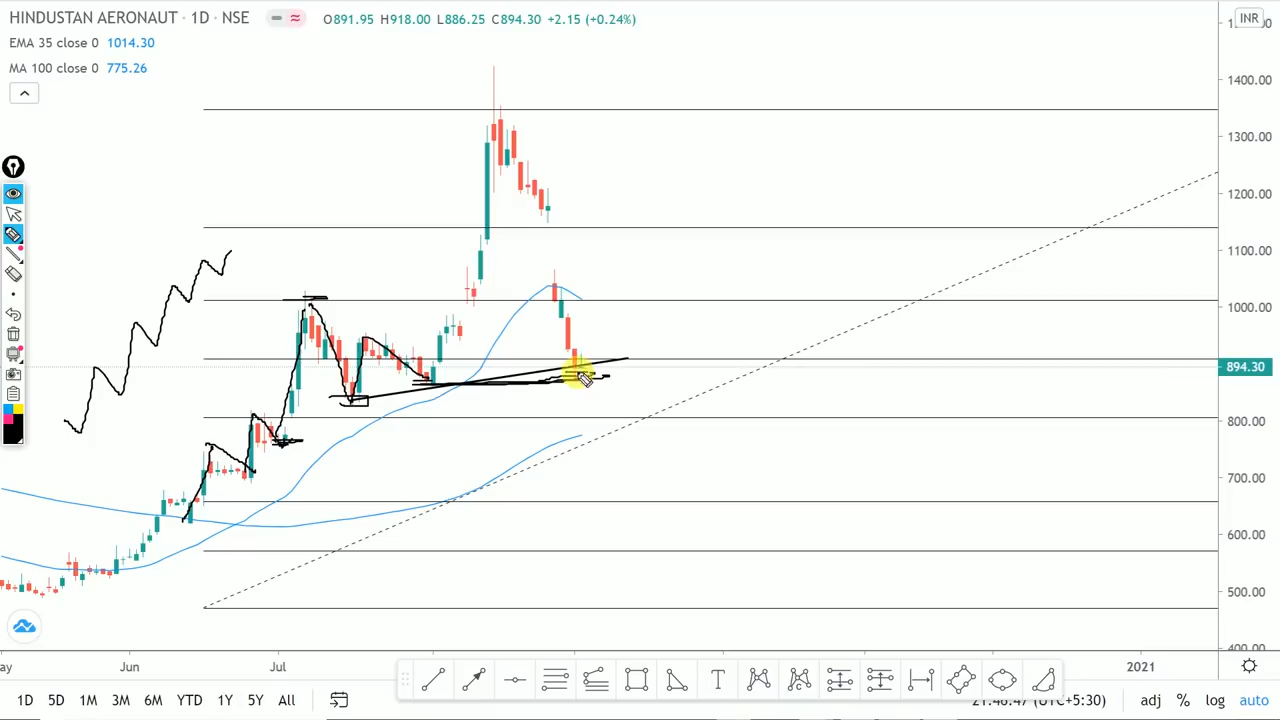 HINDUSTAN AERONAUT · 1D · NSE O891.95 H918.00 L886.25 C894.30 +2.15 (+0.24%)
INR
EMA 35 close 0 1014.30
MA 100 close 0 775.26
1400.00
1300.00
1200.00
1100.00
1000.00
894.30
800.00
700.00
600.00
500.00
400.00
Jun Jul 2021
1D 5D 1M 3M 6M YTD 1Y 5Y All (UTC+5:30) adj % log auto